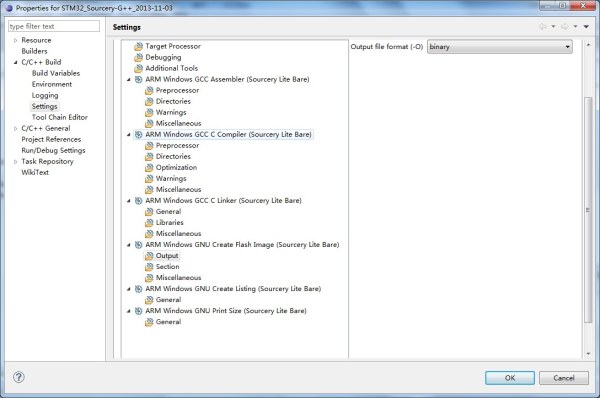 Properties for STM32_Sourcery-G++_2013-11-03
type filter text
Settings
Resource
Builders
C/C++ Build
Build Variables
Environment
Logging
Settings
Tool Chain Editor
C/C++ General
Project References
Run/Debug Settings
Task Repository
WikiText
Target Processor
Debugging
Additional Tools
ARM Windows GCC Assembler (Sourcery Lite Bare)
Preprocessor
Directories
Warnings
Miscellaneous
ARM Windows GCC C Compiler (Sourcery Lite Bare)
Preprocessor
Directories
Optimization
Warnings
Miscellaneous
ARM Windows GCC C Linker (Sourcery Lite Bare)
General
Libraries
Miscellaneous
ARM Windows GNU Create Flash Image (Sourcery Lite Bare)
Output
Section
Miscellaneous
ARM Windows GNU Create Listing (Sourcery Lite Bare)
General
ARM Windows GNU Print Size (Sourcery Lite Bare)
General
Output file format (-O) binary
?
OK Cancel